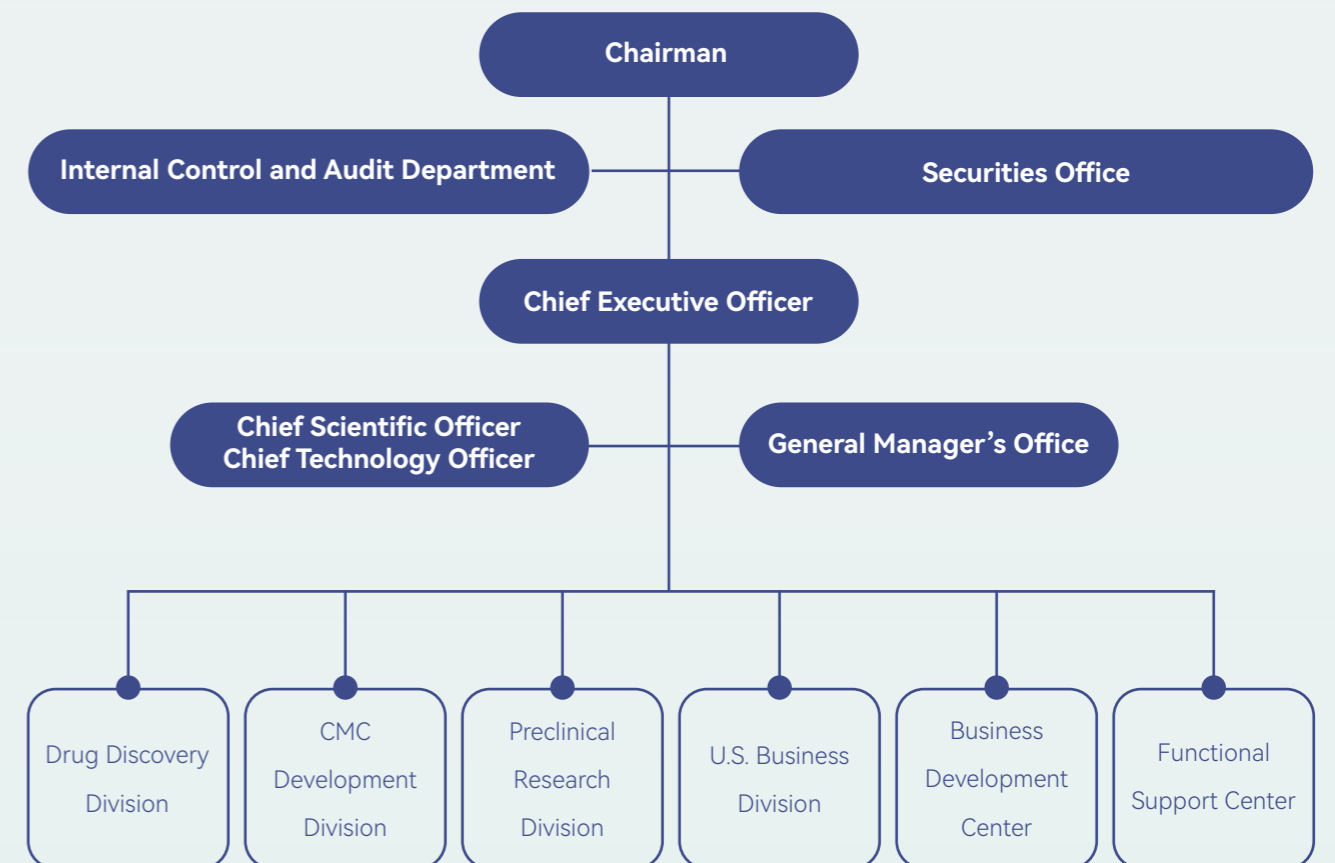 Chairman
Internal Control and Audit Department
Securities Office
Chief Executive Officer
Chief Scientific Officer
Chief Technology Officer
General Manager’s Office
Drug Discovery
Division
CMC
Development
Division
Preclinical
Research
Division
U.S. Business
Division
Business
Development
Center
Functional
Support Center